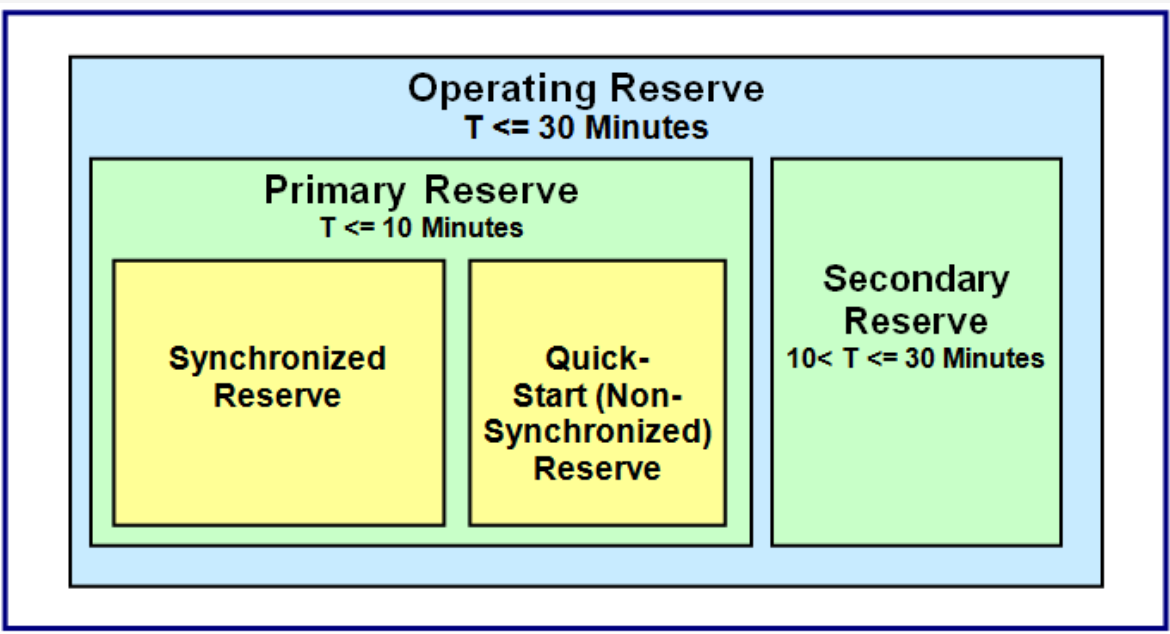 Operating Reserve
T <= 30 Minutes
Primary Reserve
T <= 10 Minutes
Synchronized
Reserve
Quick-
Start (Non-
Synchronized)
Reserve
Secondary
Reserve
10< T <= 30 Minutes